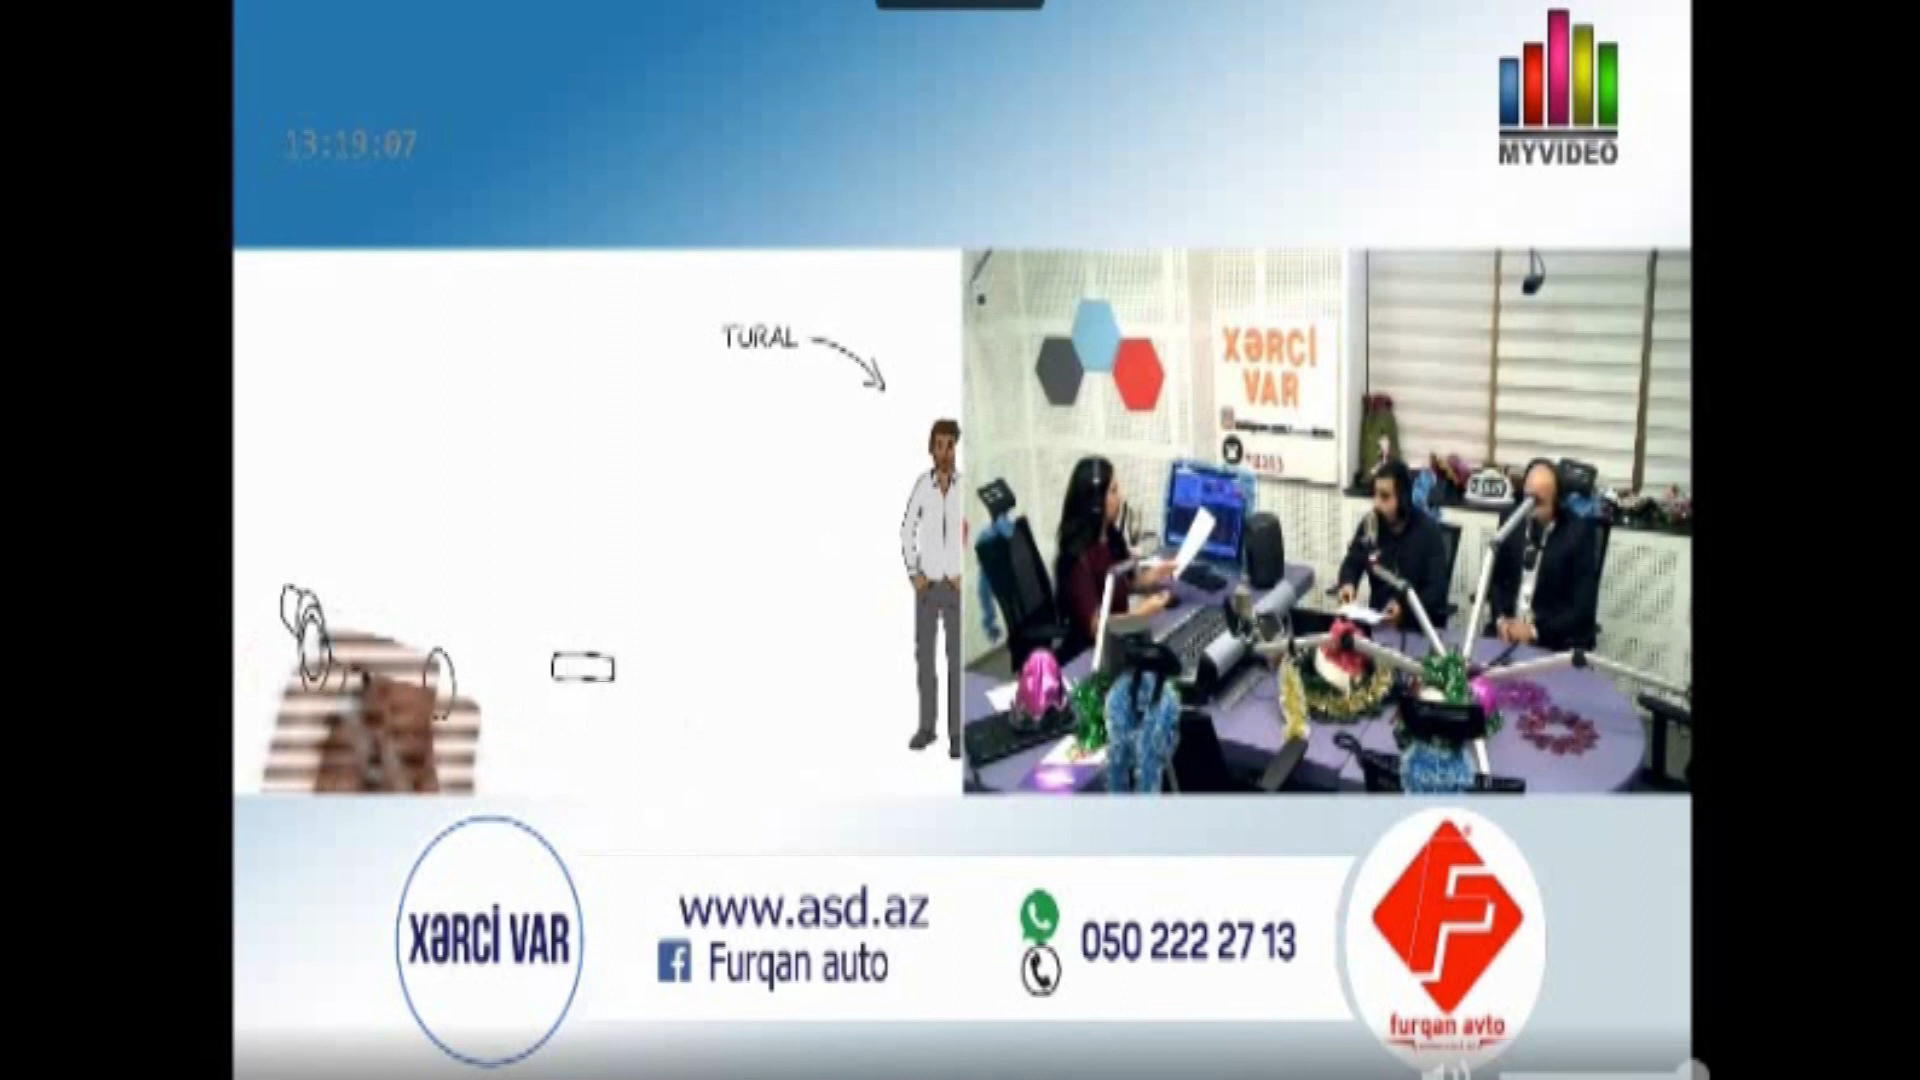 13:19:07
MYVIDEO
TURAL
XƏRCİ
VAR
XƏRCİ VAR
www.asd.az
Furqan auto
050 222 27 13
F
furqan avto